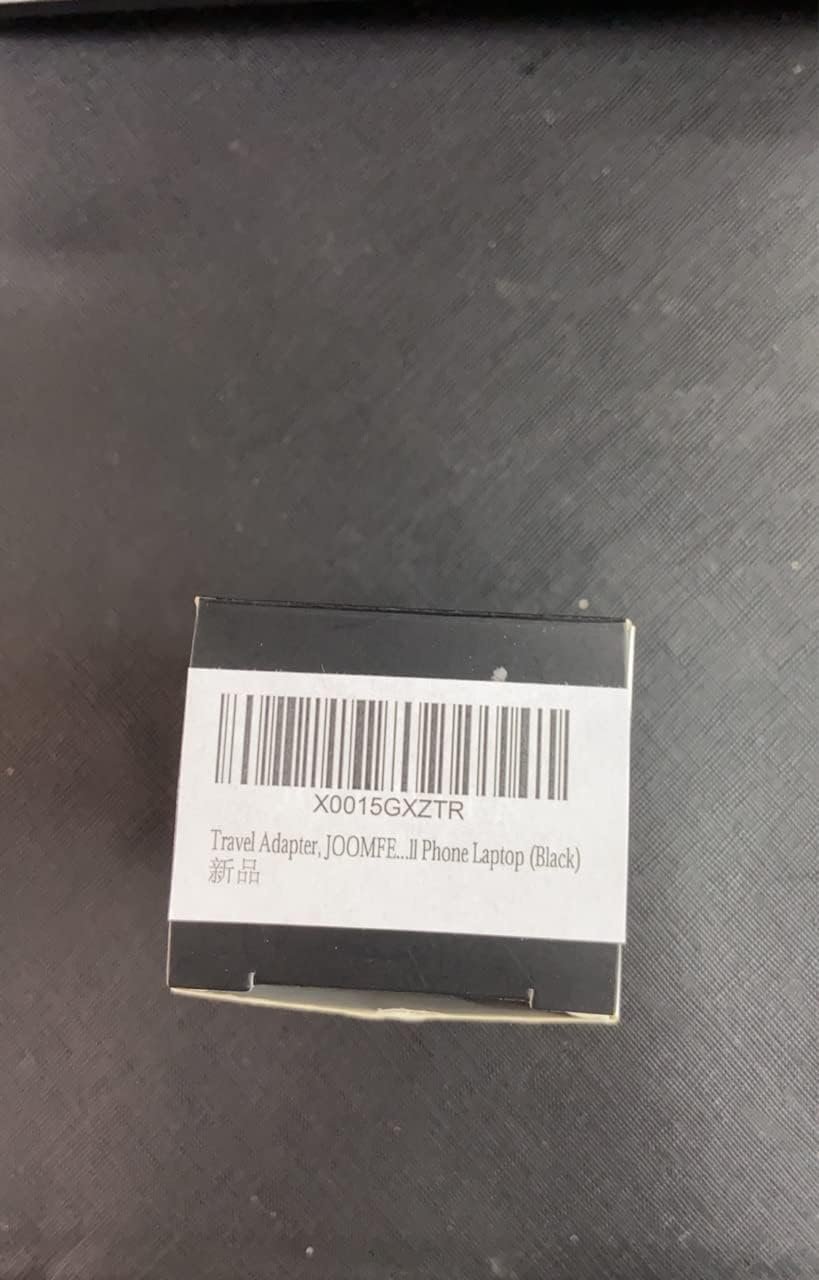 X0015GXZTR
Travel Adapter, JOOMFE...ll Phone Laptop (Black)
新品